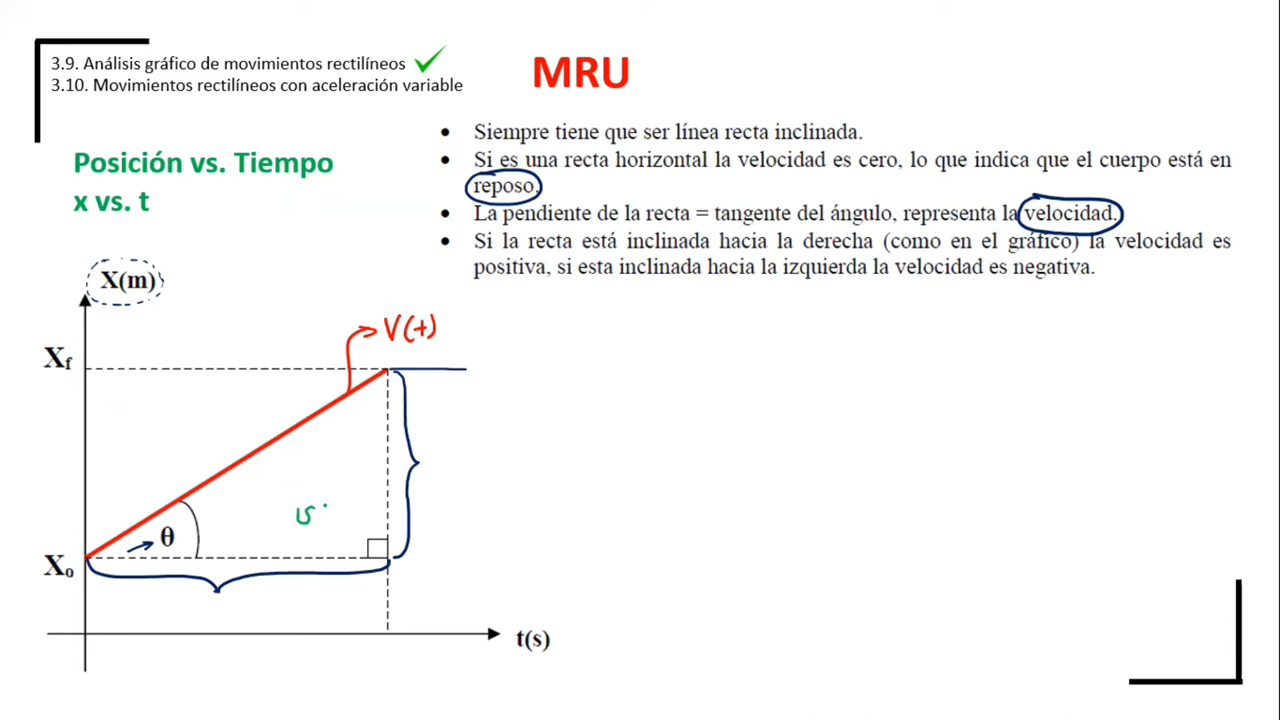 3.9. Análisis gráfico de movimientos rectilíneos
3.10. Movimientos rectilíneos con aceleración variable
MRU
Posición vs. Tiempo
x vs. t
• Siempre tiene que ser línea recta inclinada.
• Si es una recta horizontal la velocidad es cero, lo que indica que el cuerpo está en
reposo.
• La pendiente de la recta = tangente del ángulo, representa la velocidad.
• Si la recta está inclinada hacia la derecha (como en el gráfico) la velocidad es
positiva, si esta inclinada hacia la izquierda la velocidad es negativa.
X(m)
V(+)
Xf
θ
Xo
t(s)